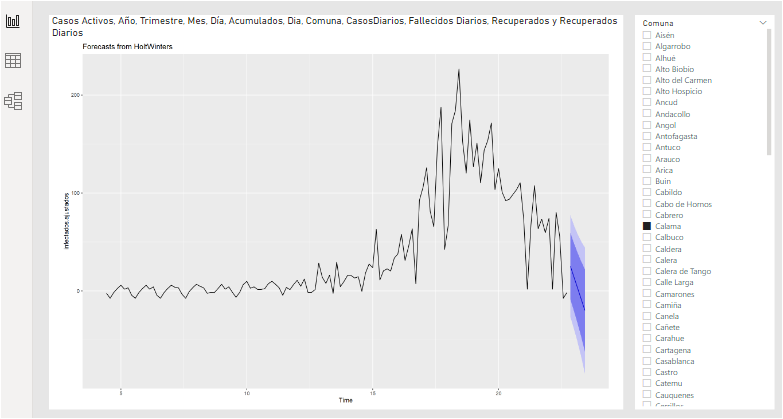 Casos Activos, Año, Trimestre, Mes, Día, Acumulados, Dia, Comuna, CasosDiarios, Fallecidos Diarios, Recuperados y Recuperados
Diarios
Forecasts from HoltWinters
200
100
0
infectados.ajustados
5
10
15
20
Time
Comuna
Aisén
Algarrobo
Alhué
Alto Biobio
Alto del Carmen
Alto Hospicio
Ancud
Andacollo
Angol
Antofagasta
Antuco
Arauco
Arica
Buin
Cabildo
Cabo de Hornos
Cabrero
Calama
Calbuco
Caldera
Calera
Calera de Tango
Calle Larga
Camarones
Camiña
Canela
Cañete
Carahue
Cartagena
Casablanca
Castro
Catemu
Cauquenes